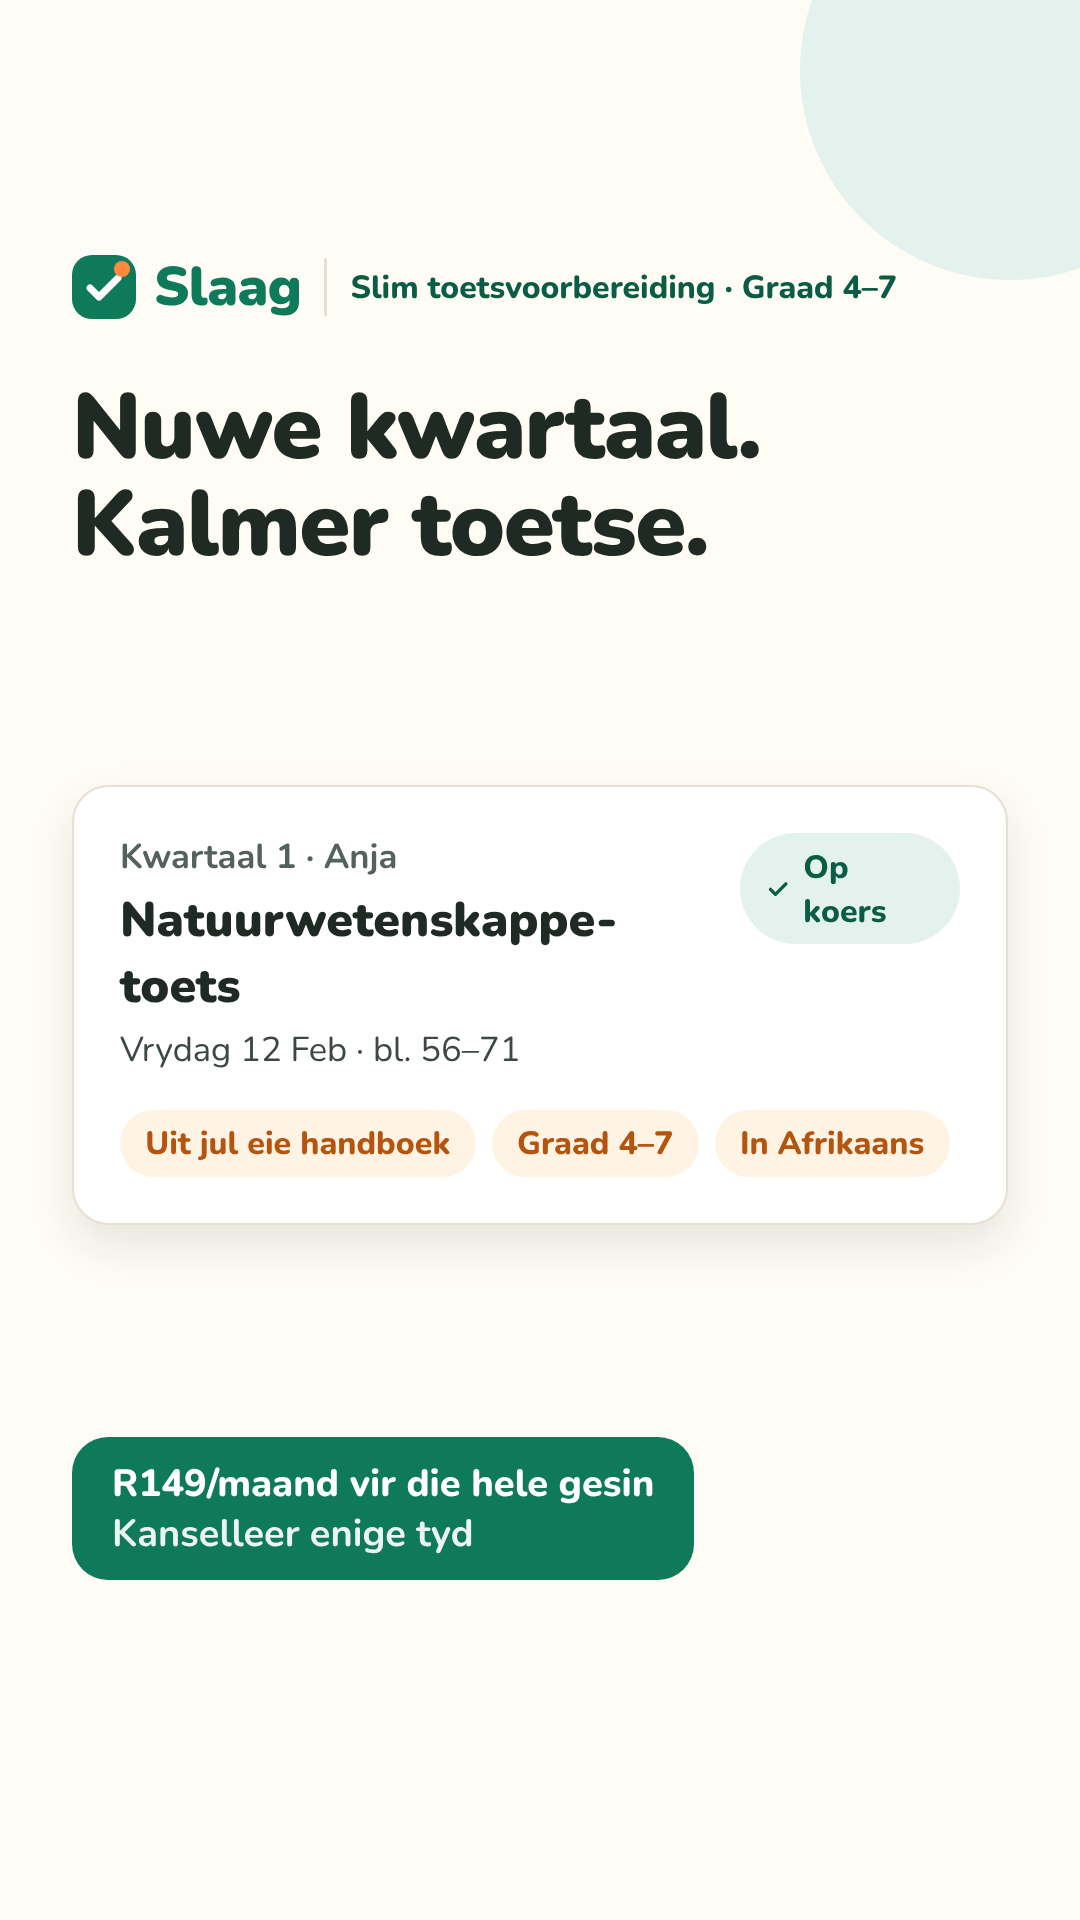 Slaag
Slim toetsvoorbereiding · Graad 4–7
Nuwe kwartaal.
Kalmer toetse.
Kwartaal 1 · Anja
Op
koers
Natuurwetenskappe-
toets
Vrydag 12 Feb · bl. 56–71
Uit jul eie handboek
Graad 4–7
In Afrikaans
R149/maand vir die hele gesin
Kanselleer enige tyd